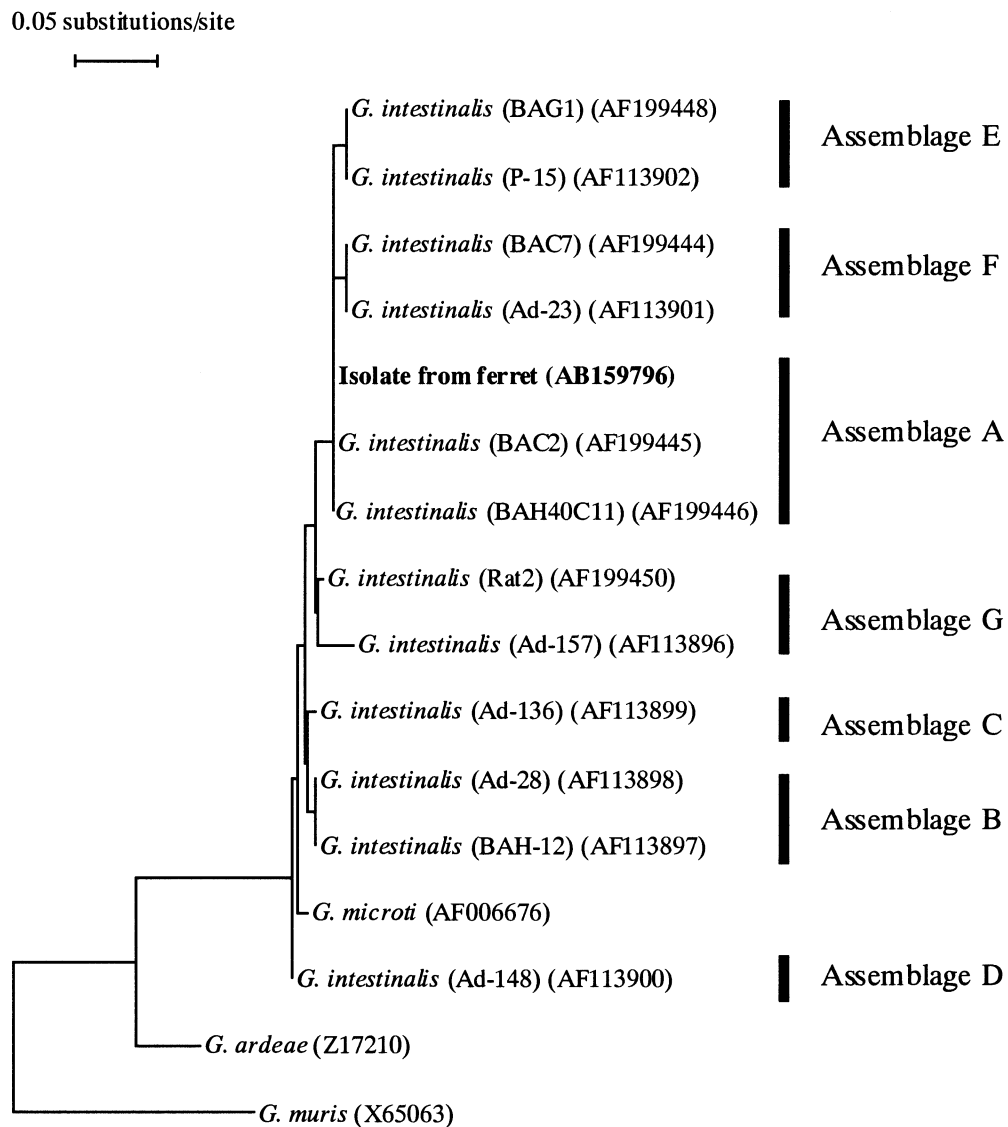 0.05 substitutions/site
G. intestinalis (BAG1) (AF199448)
Assemblage E
G. intestinalis (P-15) (AF113902)
G. intestinalis (BAC7) (AF199444)
Assemblage F
G. intestinalis (Ad-23) (AF113901)
Isolate from ferret (AB159796)
Assemblage A
G. intestinalis (BAC2) (AF199445)
G. intestinalis (BAH40C11) (AF199446)
G. intestinalis (Rat2) (AF199450)
Assemblage G
G. intestinalis (Ad-157) (AF113896)
G. intestinalis (Ad-136) (AF113899)
Assemblage C
G. intestinalis (Ad-28) (AF113898)
Assemblage B
G. intestinalis (BAH-12) (AF113897)
G. microti (AF006676)
G. intestinalis (Ad-148) (AF113900)
Assemblage D
G. ardeae (Z17210)
G. muris (X65063)